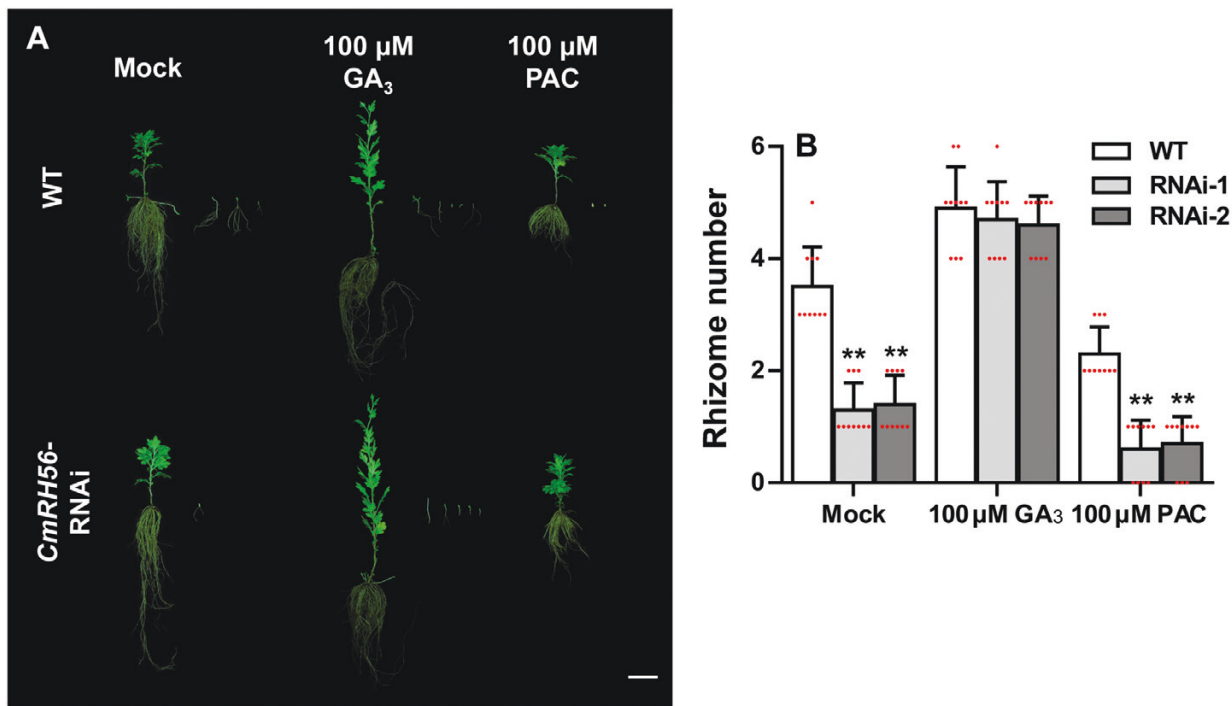 A
Mock
100 µM
GA₃
100 µM
PAC
WT
CmRH56-
RNAi
B
WT
RNAi-1
RNAi-2
Rhizome number
6
4
2
0
**
**
**
**
Mock
100 µM GA₃
100 µM PAC